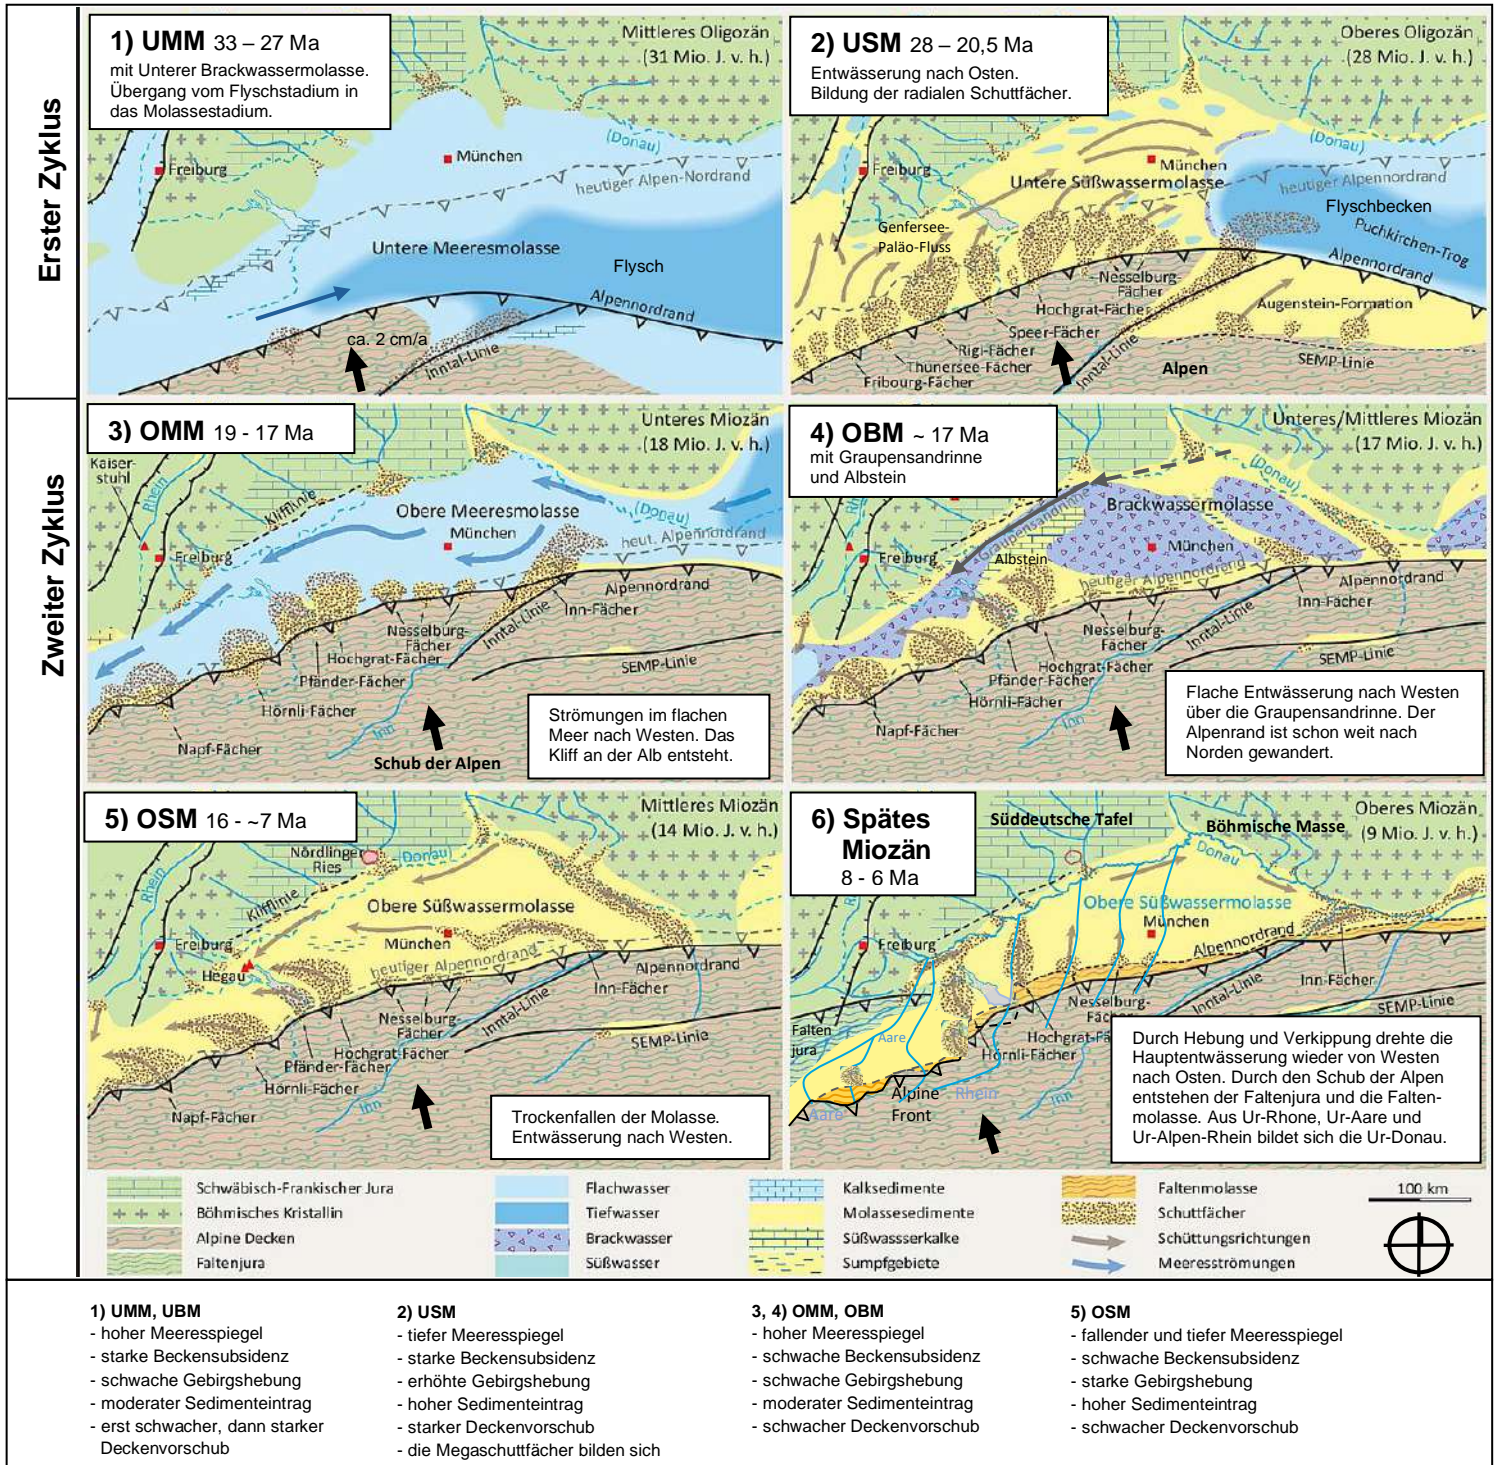 Erster Zyklus
Zweiter Zyklus
1) UMM 33 – 27 Ma
mit Unterer Brackwassermolasse.
Übergang vom Flyschstadium in
das Molassestadium.
Mittleres Oligozän
(31 Mio. J. v. h.)
(Donau)
München
Freiburg
heutiger Alpen-Nordrand
Untere Meeresmolasse
Flysch
Alpennordrand
ca. 2 cm/a
Inntal-Linie
2) USM 28 – 20,5 Ma
Entwässerung nach Osten.
Bildung der radialen Schuttfächer.
Oberes Oligozän
(28 Mio. J. v. h.)
(Donau)
Freiburg
München
Untere Süßwassermolasse
heutiger Alpennordrand
Flyschbecken
Genfersee-
Paläo-Fluss
Puchkirchen-Trog
Alpennordrand
Nesselburg-
Fächer
Augenstein-Formation
Hochgrat-Fächer
Speer-Fächer
Rigi-Fächer
Thunersee-Fächer
Fribourg-Fächer
Inntal-Linie
Alpen
SEMP-Linie
3) OMM 19 - 17 Ma
Unteres Miozän
(18 Mio. J. v. h.)
Kaiser-
stuhl
Rhein
Klifflinie
Obere Meeresmolasse
(Donau)
München
Freiburg
heut. Alpennordrand
Alpennordrand
Inn-Fächer
Nesselburg-
Fächer
Inntal-Linie
Hochgrat-Fächer
SEMP-Linie
Pfänder-Fächer
Hörnli-Fächer
Inn
Napf-Fächer
Schub der Alpen
Strömungen im flachen
Meer nach Westen. Das
Kliff an der Alb entsteht.
4) OBM ~ 17 Ma
mit Graupensandrinne
und Albstein
Unteres/Mittleres Miozän
(17 Mio. J. v. h.)
(Donau)
Brackwassermolasse
Graupensandrinne
München
Freiburg
Albstein
heutiger Alpennordrand
Alpennordrand
Inn-Fächer
Nesselburg-
Fächer
Inntal-Linie
Hochgrat-Fächer
SEMP-Linie
Pfänder-Fächer
Hörnli-Fächer
Inn
Napf-Fächer
Flache Entwässerung nach Westen
über die Graupensandrinne. Der
Alpenrand ist schon weit nach
Norden gewandert.
5) OSM 16 - ~7 Ma
Mittleres Miozän
(14 Mio. J. v. h.)
Nördlinger
Ries
(Donau)
Rhein
Klifflinie
Obere Süßwassermolasse
Freiburg
München
Hegau
heutiger Alpennordrand
Alpennordrand
Inn-Fächer
Nesselburg-
Fächer
Inntal-Linie
Hochgrat-Fächer
SEMP-Linie
Pfänder-Fächer
Hörnli-Fächer
Inn
Napf-Fächer
Trockenfallen der Molasse.
Entwässerung nach Westen.
6) Spätes
Miozän
8 - 6 Ma
Süddeutsche Tafel
Böhmische Masse
Oberes Miozän
(9 Mio. J. v. h.)
Donau
Obere Süßwassermolasse
München
Freiburg
Alpennordrand
Inn-Fächer
Inntal-Linie
Nesselburg-
Fäch
SEMP-Linie
Falten
jura
Aare
Hochgrat-Fä
Hörnli-Fächer
Alpine
Front
Rhein
Aare
Inn
Durch Hebung und Verkippung drehte die
Hauptentwässerung wieder von Westen
nach Osten. Durch den Schub der Alpen
entstehen der Faltenjura und die Falten-
molasse. Aus Ur-Rhone, Ur-Aare und
Ur-Alpen-Rhein bildet sich die Ur-Donau.
Schwäbisch-Frankischer Jura
Böhmisches Kristallin
Alpine Decken
Faltenjura
Flachwasser
Tiefwasser
Brackwasser
Süßwasser
Kalksedimente
Molassesedimente
Süßwassserkalke
Sumpfgebiete
Faltenmolasse
Schuttfächer
Schüttungsrichtungen
Meeresströmungen
100 km
1) UMM, UBM
- hoher Meeresspiegel
- starke Beckensubsidenz
- schwache Gebirgshebung
- moderater Sedimenteintrag
- erst schwacher, dann starker
Deckenvorschub
2) USM
- tiefer Meeresspiegel
- starke Beckensubsidenz
- erhöhte Gebirgshebung
- hoher Sedimenteintrag
- starker Deckenvorschub
- die Megaschuttfächer bilden sich
3, 4) OMM, OBM
- hoher Meeresspiegel
- schwache Beckensubsidenz
- schwache Gebirgshebung
- moderater Sedimenteintrag
- schwacher Deckenvorschub
5) OSM
- fallender und tiefer Meeresspiegel
- schwache Beckensubsidenz
- starke Gebirgshebung
- hoher Sedimenteintrag
- schwacher Deckenvorschub